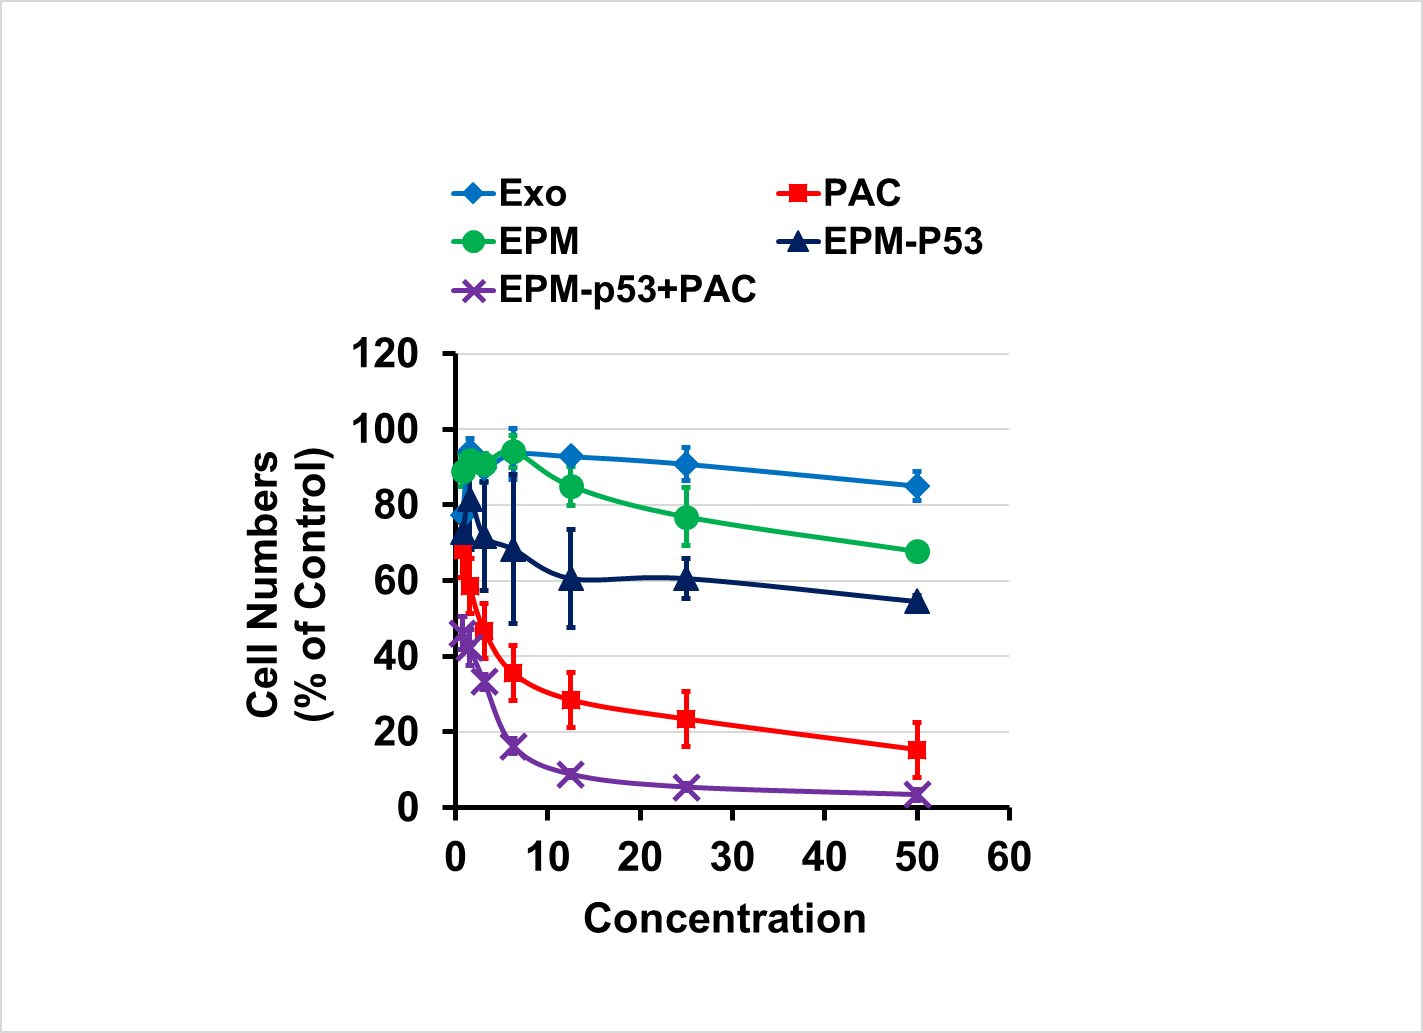 Exo PAC
EPM EPM-P53
EPM-p53+PAC
120
100
80
60
40
20
0
Cell Numbers
(% of Control)
0 10 20 30 40 50 60
Concentration